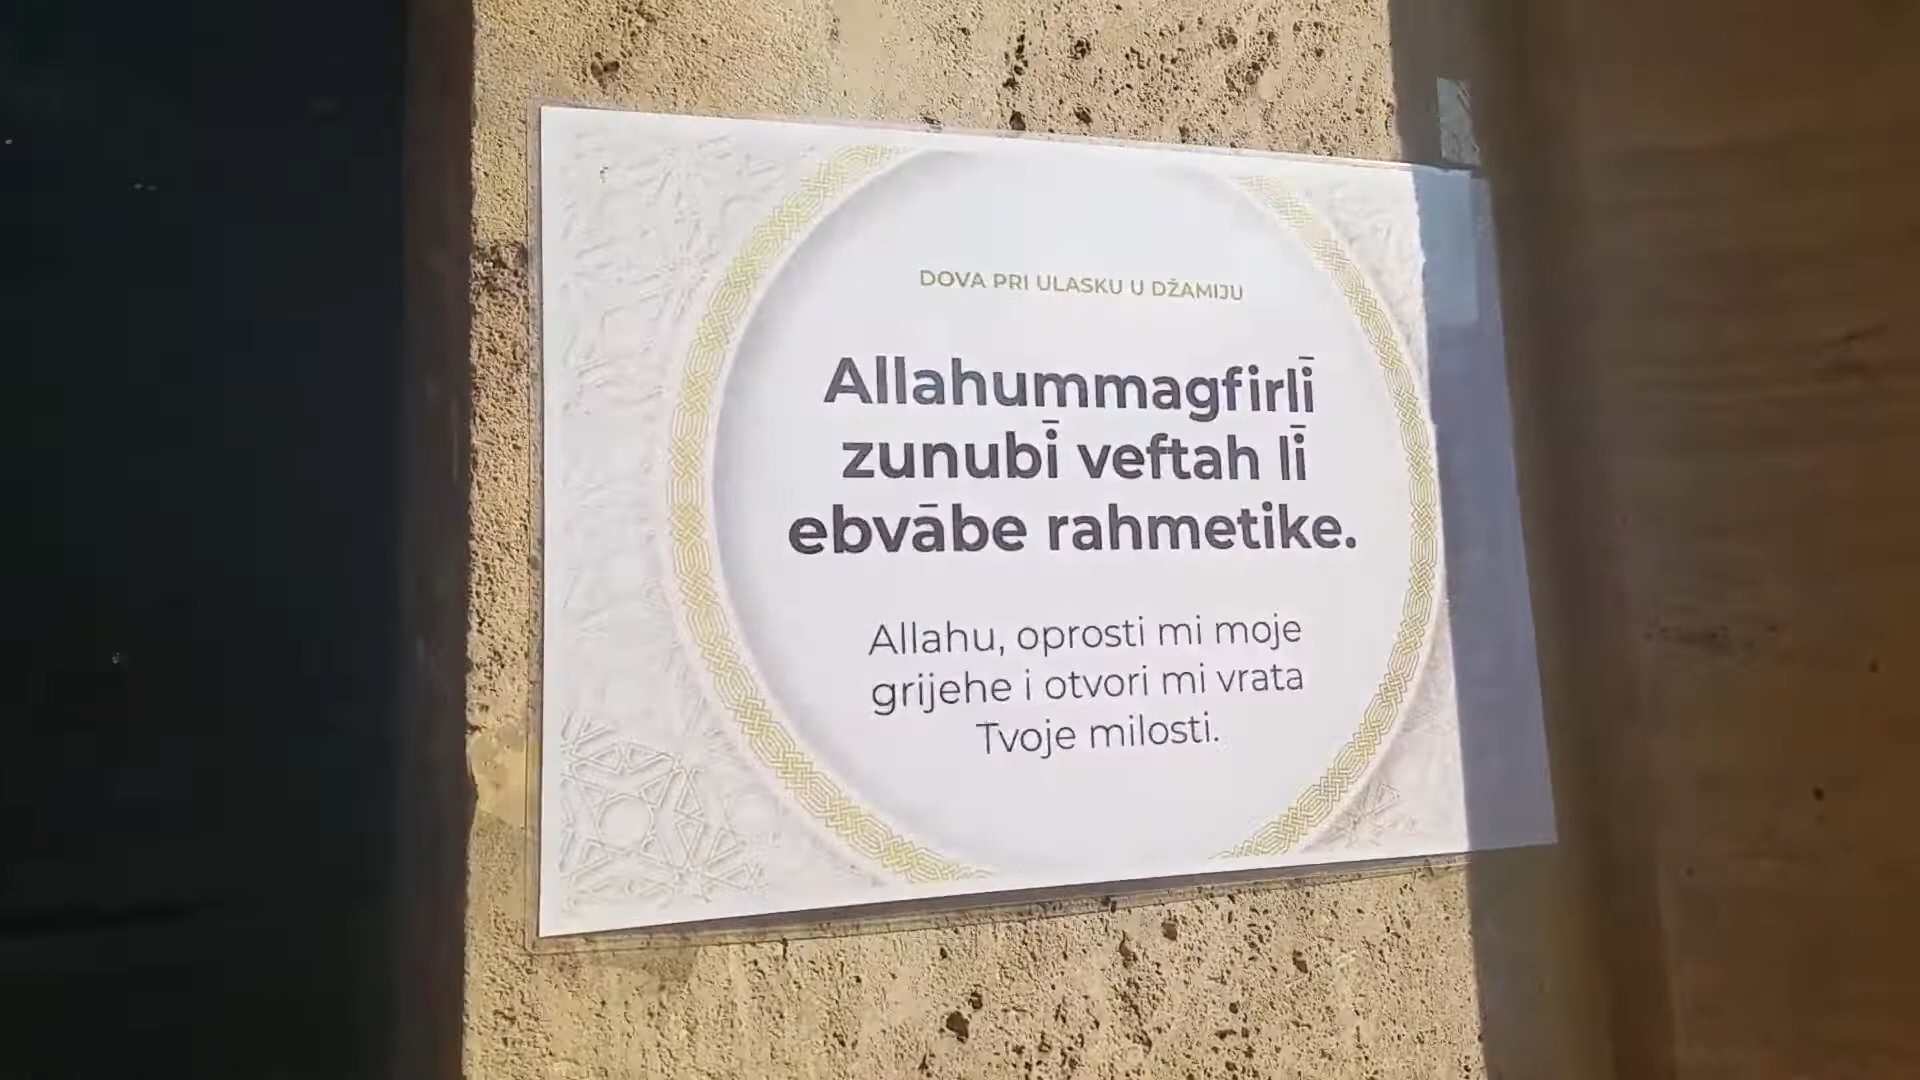 DOVA PRI ULASKU U DŽAMIJU
Allahummagfirlī
zunubī veftah lī
ebvābe rahmetike.
Allahu, oprosti mi moje
grijehe i otvori mi vrata
Tvoje milosti.